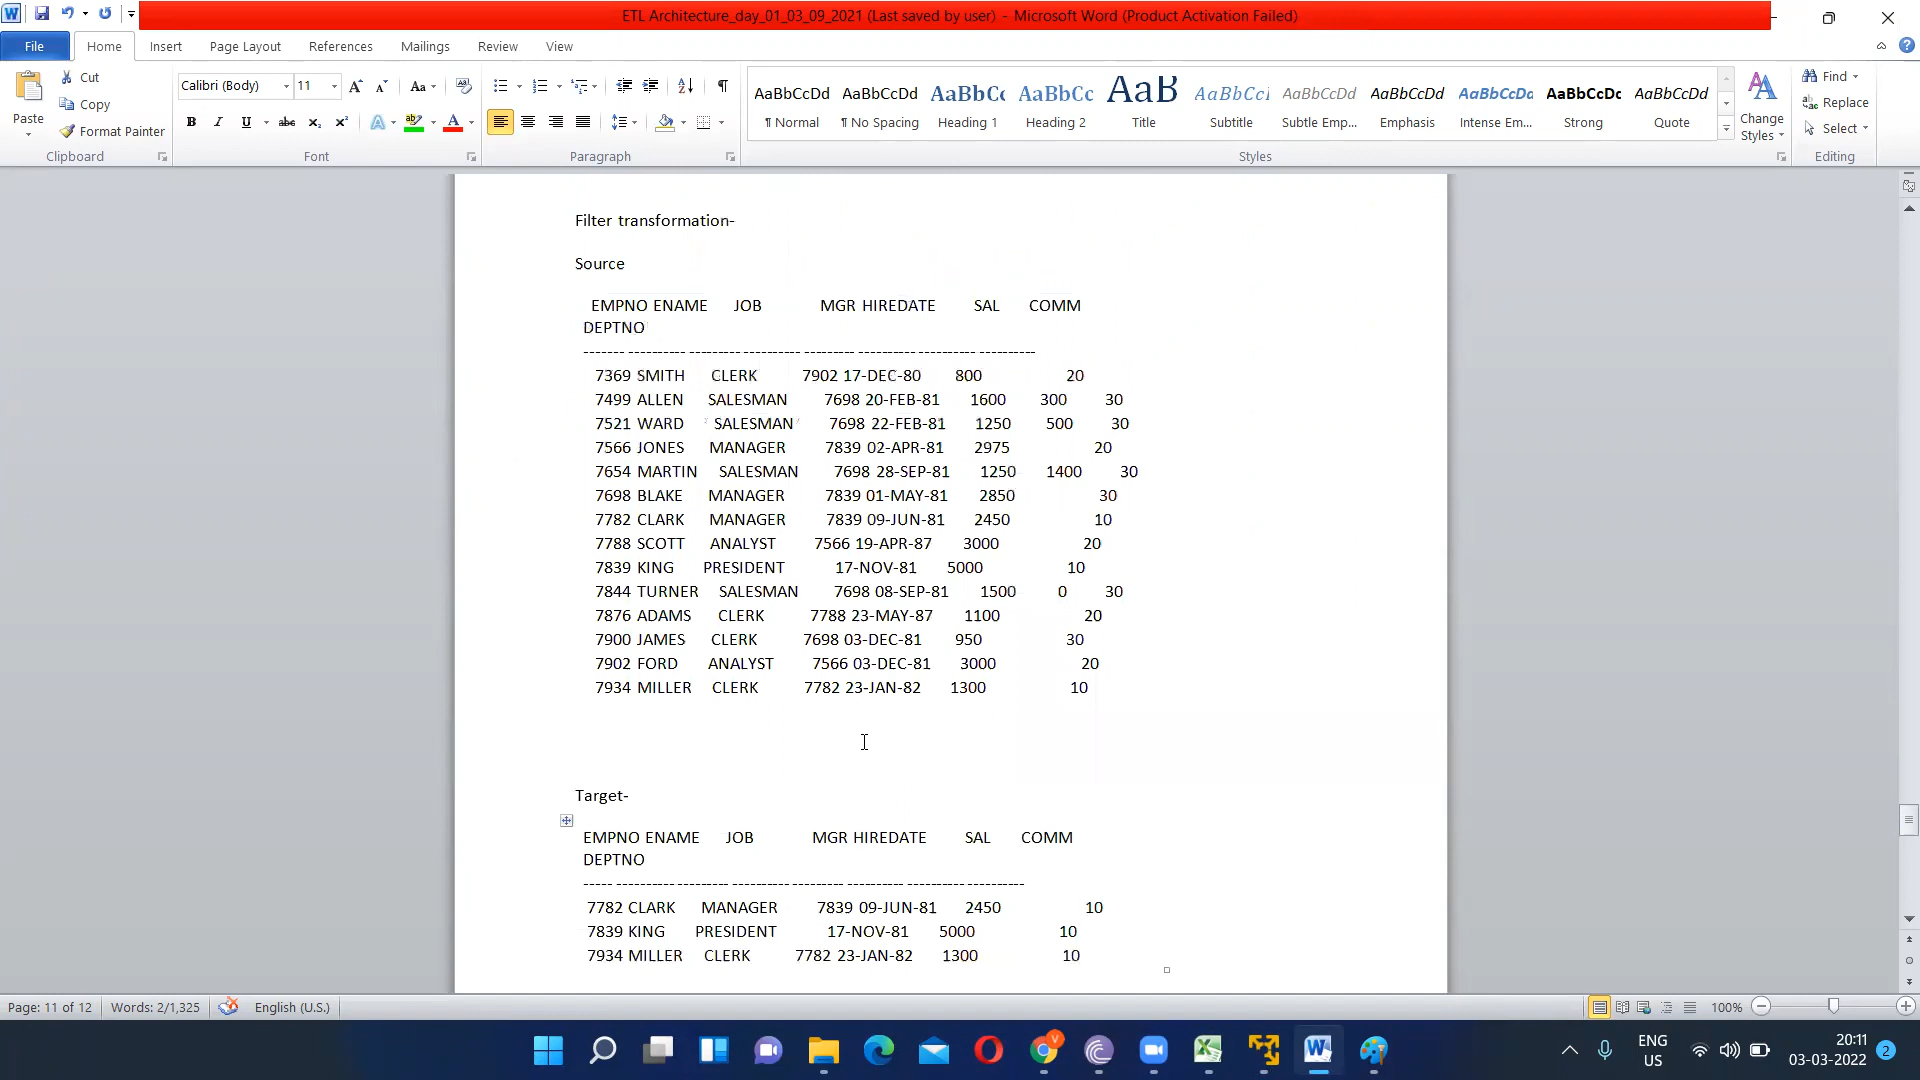 ETL Architecture_day_01_03_09_2021 (Last saved by user) - Microsoft Word (Product Activation Failed)
File Home Insert Page Layout References Mailings Review View
Cut
Copy
Format Painter
Paste
Clipboard
Calibri (Body) 11
Font
Paragraph
AaBbCcDd ¶ Normal
AaBbCcDd ¶ No Spacing
AaBbCc Heading 1
AaBbCc Heading 2
AaB Title
AaBbCcI Subtitle
AaBbCcDd Subtle Emp...
AaBbCcDd Emphasis
AaBbCcDd Intense Em...
AaBbCcDc Strong
AaBbCcDd Quote
Change Styles
Styles
Find
Replace
Select
Editing
Filter transformation-
Source
EMPNO ENAME JOB MGR HIREDATE SAL COMM
DEPTNO
------- ---------- --------- ---------- --------- ---------- ---------- ----------
7369 SMITH CLERK 7902 17-DEC-80 800 20
7499 ALLEN SALESMAN 7698 20-FEB-81 1600 300 30
7521 WARD SALESMAN 7698 22-FEB-81 1250 500 30
7566 JONES MANAGER 7839 02-APR-81 2975 20
7654 MARTIN SALESMAN 7698 28-SEP-81 1250 1400 30
7698 BLAKE MANAGER 7839 01-MAY-81 2850 30
7782 CLARK MANAGER 7839 09-JUN-81 2450 10
7788 SCOTT ANALYST 7566 19-APR-87 3000 20
7839 KING PRESIDENT 17-NOV-81 5000 10
7844 TURNER SALESMAN 7698 08-SEP-81 1500 0 30
7876 ADAMS CLERK 7788 23-MAY-87 1100 20
7900 JAMES CLERK 7698 03-DEC-81 950 30
7902 FORD ANALYST 7566 03-DEC-81 3000 20
7934 MILLER CLERK 7782 23-JAN-82 1300 10
Target-
EMPNO ENAME JOB MGR HIREDATE SAL COMM
DEPTNO
----- ---------- --------- ---------- --------- ---------- ---------- ----------
7782 CLARK MANAGER 7839 09-JUN-81 2450 10
7839 KING PRESIDENT 17-NOV-81 5000 10
7934 MILLER CLERK 7782 23-JAN-82 1300 10
Page: 11 of 12 Words: 2/1,325 English (U.S.) 100%
ENG
US
20:11
03-03-2022
2